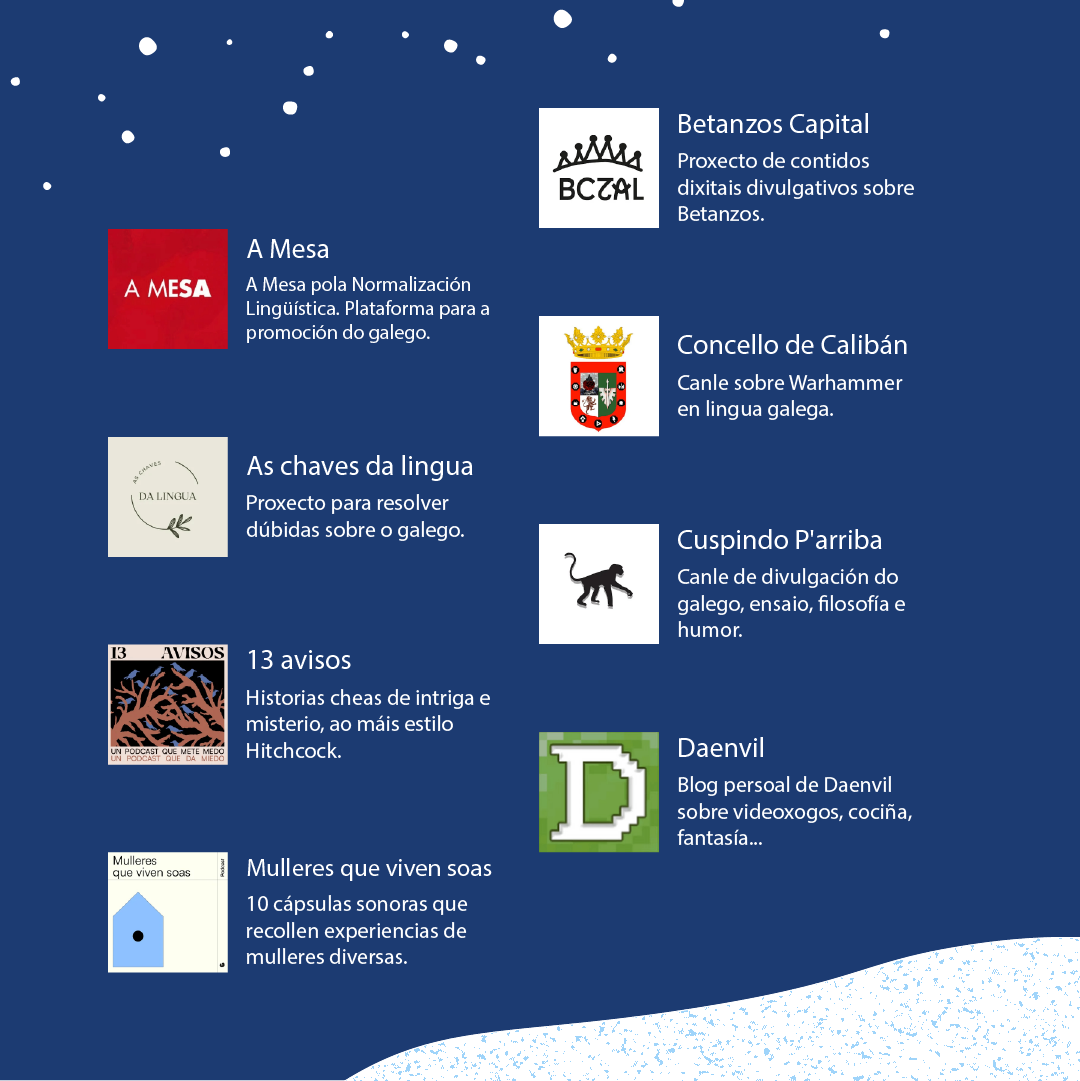 A MESA
A Mesa
A Mesa pola Normalización
Lingüística. Plataforma para a
promoción do galego.
AS CHAVES
DA LINGUA
As chaves da lingua
Proxecto para resolver
dúbidas sobre o galego.
13 AVISOS
UN PODCAST QUE METE MEDO
UN PODCAST QUE DA MIEDO
13 avisos
Historias cheas de intriga e
misterio, ao máis estilo
Hitchcock.
Mulleres
que viven soas
Podcast
Mulleres que viven soas
10 cápsulas sonoras que
recollen experiencias de
mulleres diversas.
BCZAL
Betanzos Capital
Proxecto de contidos
dixitais divulgativos sobre
Betanzos.
Concello de Calibán
Canle sobre Warhammer
en lingua galega.
Cuspindo P'arriba
Canle de divulgación do
galego, ensaio, filosofía e
humor.
D
Daenvil
Blog persoal de Daenvil
sobre videoxogos, cociña,
fantasía...